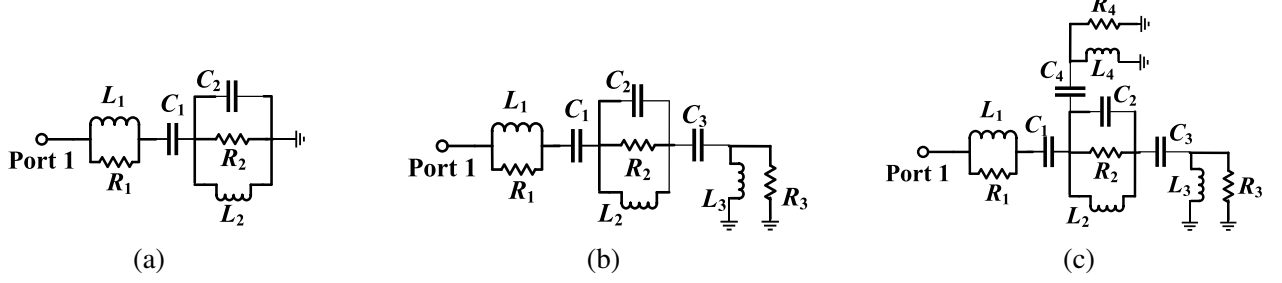 C₂
L₁
C₁
Port 1
R₂
R₁
L₂
(a)
C₂
L₁
C₁
C₃
Port 1
R₂
R₁
L₂
L₃
R₃
(b)
R₄
C₄
L₄
C₂
L₁
C₁
C₃
Port 1
R₂
R₁
L₃
R₃
L₂
(c)